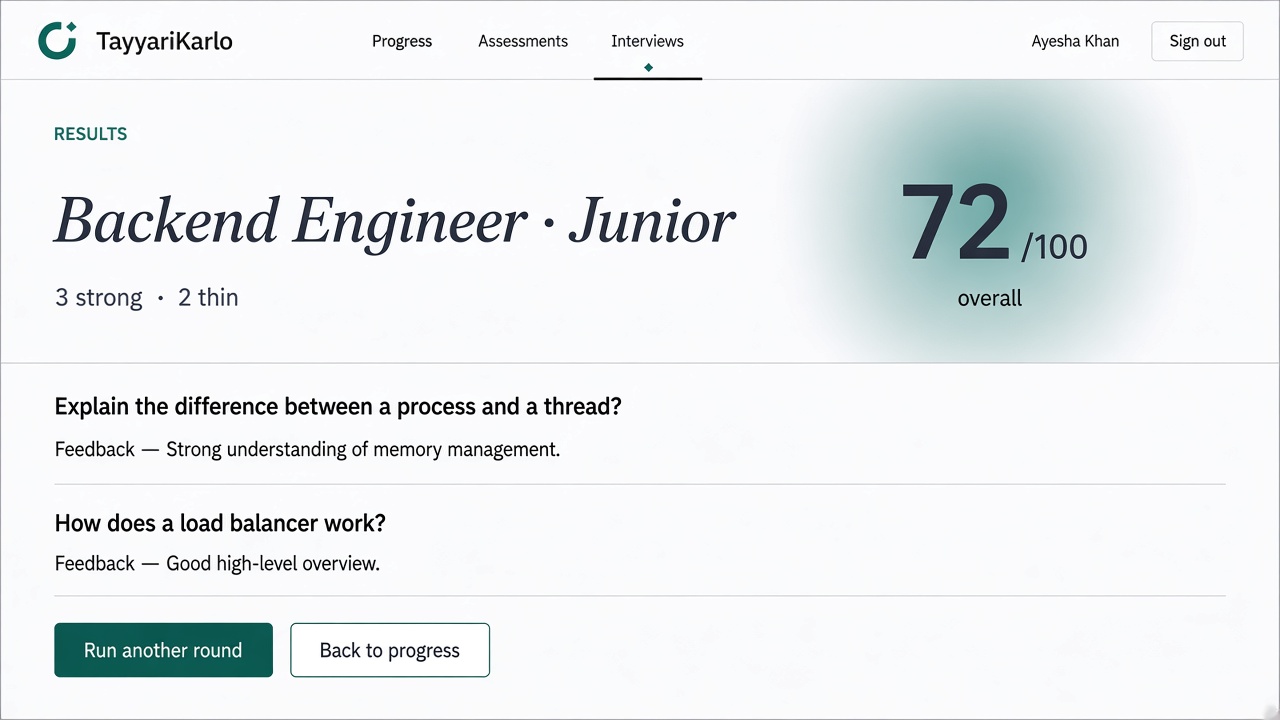 TayyariKarlo
Progress
Assessments
Interviews
Ayesha Khan
Sign out
RESULTS
Backend Engineer · Junior
3 strong • 2 thin
72 /100
overall
Explain the difference between a process and a thread?
Feedback — Strong understanding of memory management.
How does a load balancer work?
Feedback — Good high-level overview.
Run another round
Back to progress